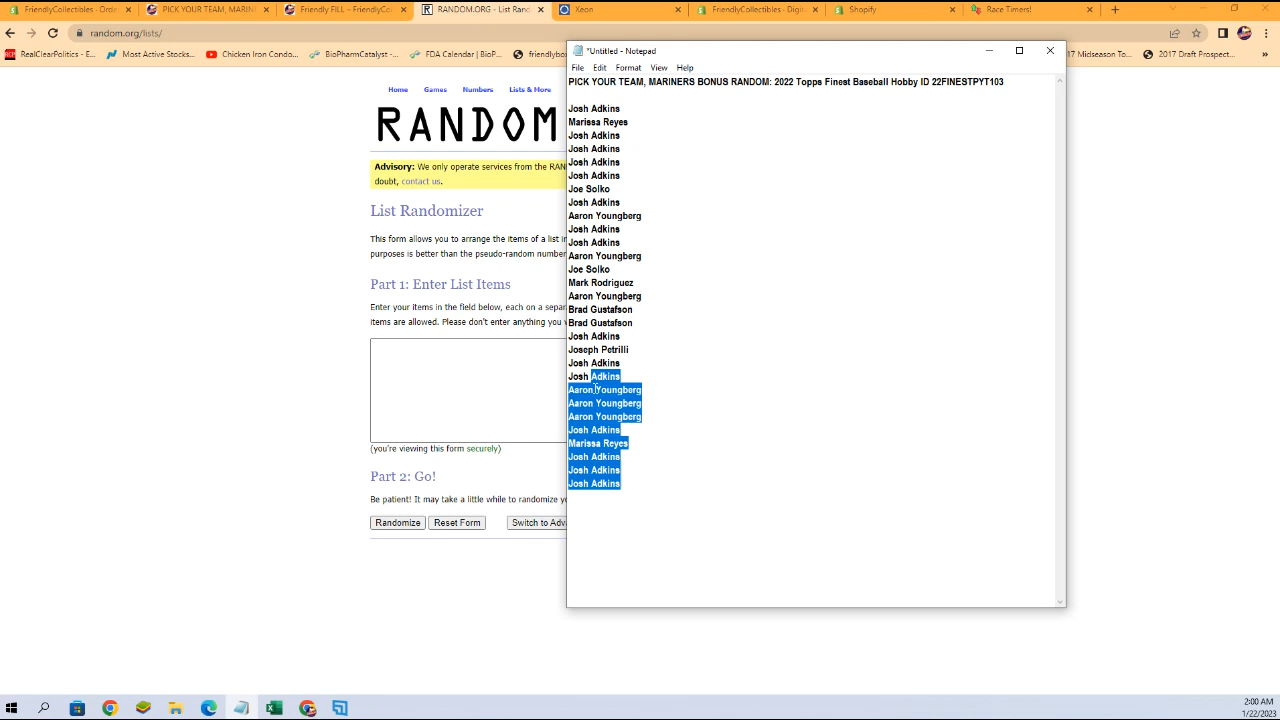 FriendlyCollectibles · Orde
PICK YOUR TEAM, MARIN
Friendly FILL – FriendlyCo
RANDOM.ORG - List Rand
Xeon
FriendlyCollectibles · Digi
Shopify
Race Timers!
random.org/lists/
RealClearPolitics - E...
Most Active Stocks...
Chicken Iron Condo...
BioPharmCatalyst -...
FDA Calendar | BioP...
friendlybo
17 Midseason To...
2017 Draft Prospect...
*Untitled - Notepad
File Edit Format View Help
PICK YOUR TEAM, MARINERS BONUS RANDOM: 2022 Topps Finest Baseball Hobby ID 22FINESTPYT103
Josh Adkins
Marissa Reyes
Josh Adkins
Josh Adkins
Josh Adkins
Josh Adkins
Joe Solko
Josh Adkins
Aaron Youngberg
Josh Adkins
Josh Adkins
Aaron Youngberg
Joe Solko
Mark Rodriguez
Aaron Youngberg
Brad Gustafson
Brad Gustafson
Josh Adkins
Joseph Petrilli
Josh Adkins
Josh Adkins
Aaron Youngberg
Aaron Youngberg
Aaron Youngberg
Josh Adkins
Marissa Reyes
Josh Adkins
Josh Adkins
Josh Adkins
Home Games Numbers Lists & More
RANDOM
Advisory: We only operate services from the RAN
doubt, contact us.
List Randomizer
This form allows you to arrange the items of a list in
purposes is better than the pseudo-random number
Part 1: Enter List Items
Enter your items in the field below, each on a separ
items are allowed. Please don't enter anything you
(you're viewing this form securely)
Part 2: Go!
Be patient! It may take a little while to randomize yo
Randomize Reset Form Switch to Adva
2:00 AM
1/22/2023